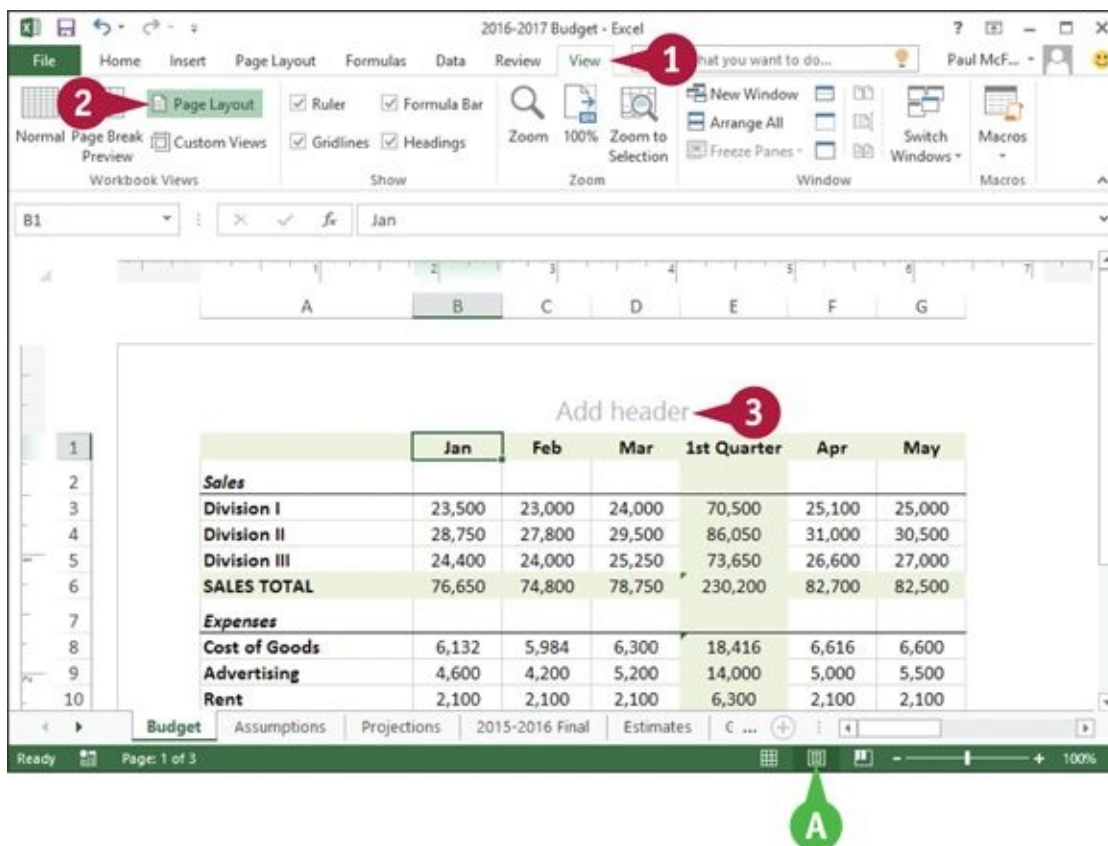 2016-2017 Budget - Excel ?
File Home Insert Page Layout Formulas Data Review View 1 hat you want to do... Paul McF...
2 Page Layout Ruler Formula Bar New Window
Arrange All
Normal Page Break Preview Custom Views Gridlines Headings Zoom 100% Zoom to Selection Freeze Panes Switch Windows Macros
Workbook Views Show Zoom Window Macros
B1 fx Jan
1 2 3 4 5 6 7
A B C D E F G
Add header 3
1 Jan Feb Mar 1st Quarter Apr May
2 Sales
3 Division I 23,500 23,000 24,000 70,500 25,100 25,000
4 Division II 28,750 27,800 29,500 86,050 31,000 30,500
5 Division III 24,400 24,000 25,250 73,650 26,600 27,000
6 SALES TOTAL 76,650 74,800 78,750 230,200 82,700 82,500
7 Expenses
8 Cost of Goods 6,132 5,984 6,300 18,416 6,616 6,600
9 Advertising 4,600 4,200 5,200 14,000 5,000 5,500
10 Rent 2,100 2,100 2,100 6,300 2,100 2,100
Budget Assumptions Projections 2015-2016 Final Estimates ...
Ready Page: 1 of 3 - + 100%
A